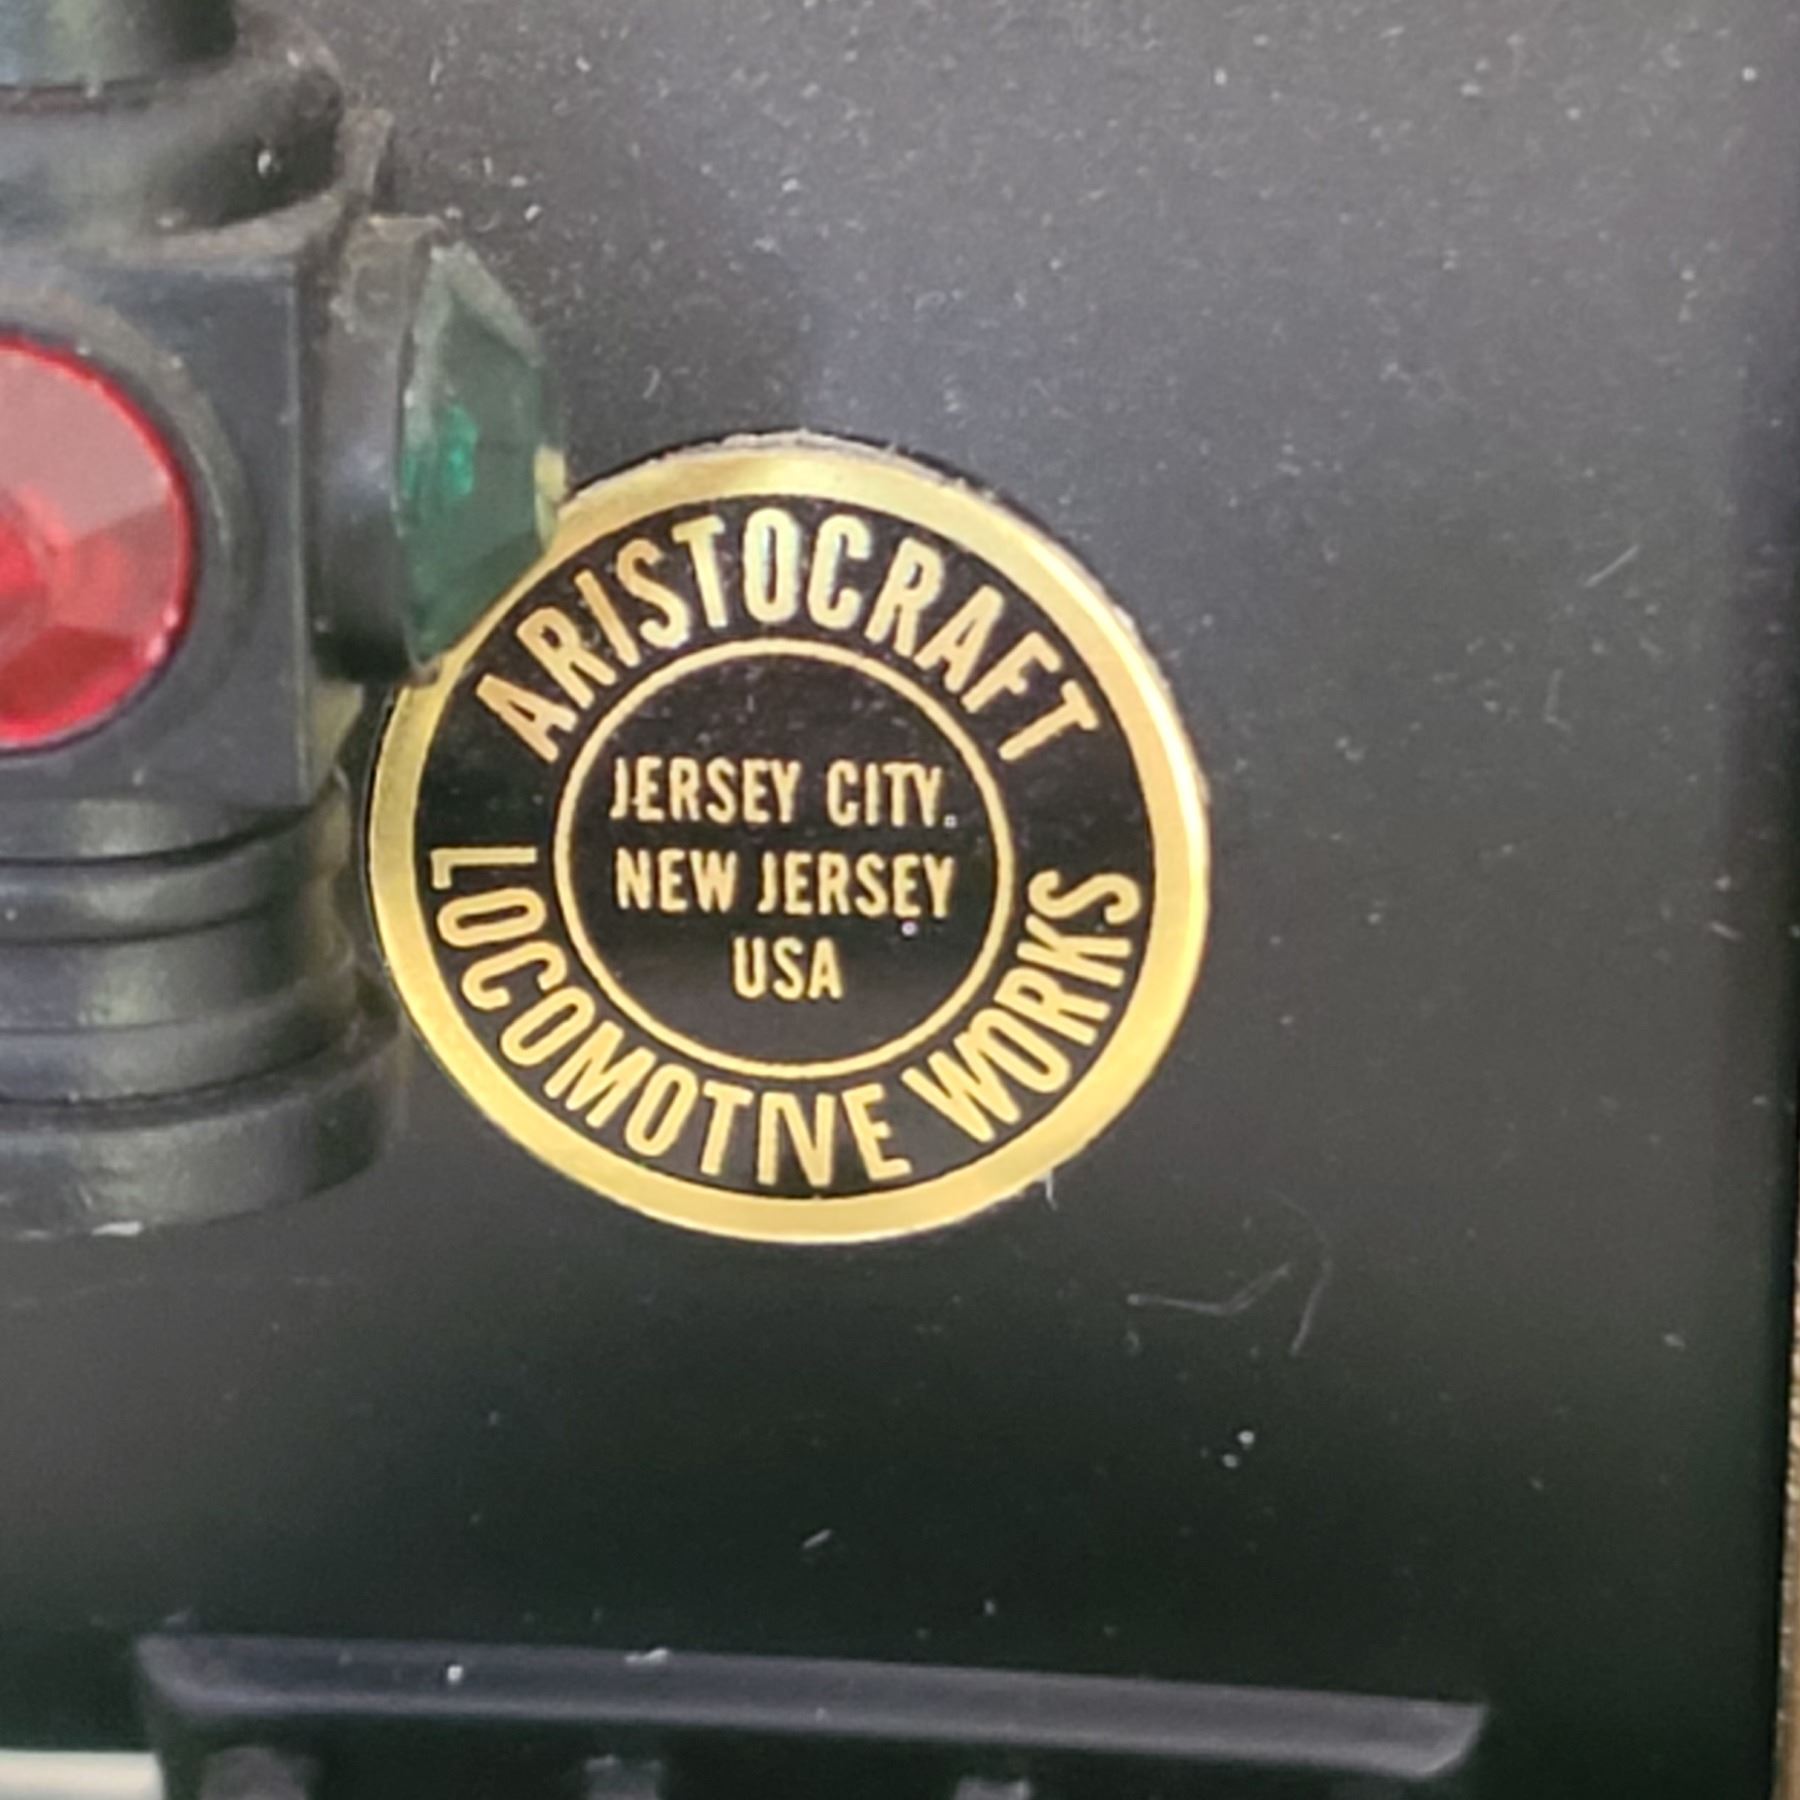 ARISTOCRAFT
JERSEY CITY.
NEW JERSEY
USA
LOCOMOTIVE WORKS